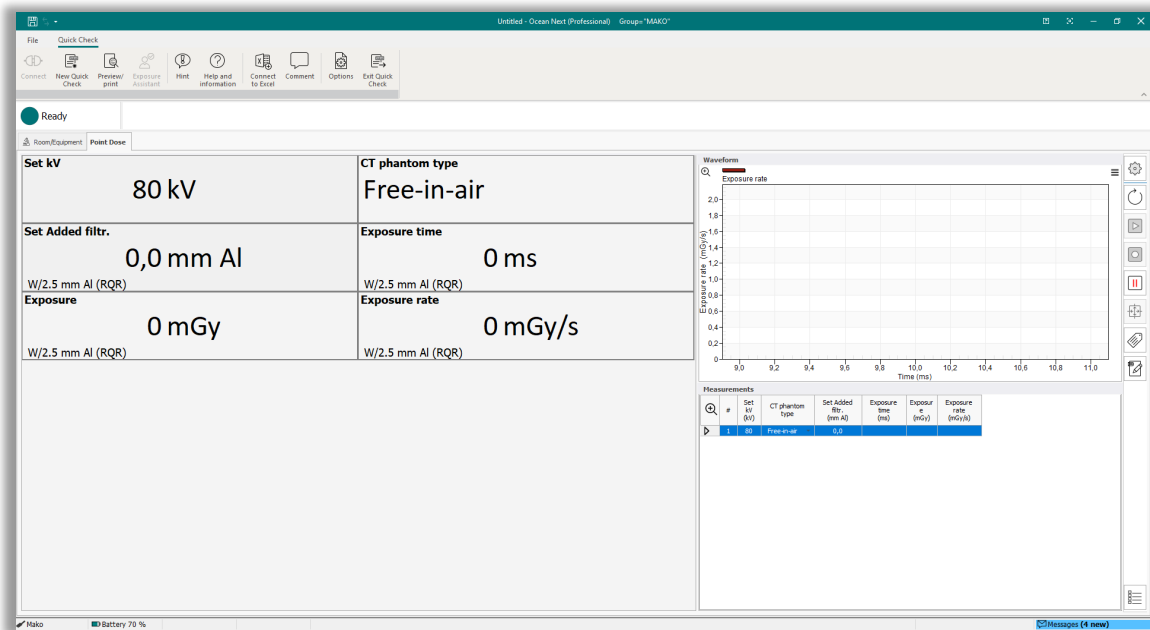 Untitled - Ocean Next (Professional) Group="MAKO"
File Quick Check
Connect New Quick Check Preview/ print Exposure Assistant Hint Help and information Connect to Excel Comment Options Exit Quick Check
Ready
Room/Equipment Point Dose
Set kV
80 kV
CT phantom type
Free-in-air
Set Added filtr.
0,0 mm Al
W/2.5 mm Al (RQR)
Exposure time
0 ms
Exposure
0 mGy
W/2.5 mm Al (RQR)
Exposure rate
0 mGy/s
W/2.5 mm Al (RQR)
Waveform
Exposure rate
Exposure rate (mGy/s)
2,0
1,8
1,6
1,4
1,2
1,0
0,8
0,6
0,4
0,2
0
9,0 9,2 9,4 9,6 9,8 10,0 10,2 10,4 10,6 10,8 11,0
Time (ms)
Measurements
# Set kV (kV) CT phantom type Set Added filtr. (mm Al) Exposure time (ms) Exposur e (mGy) Exposure rate (mGy/s)
1 80 Free-in-air 0,0
Mako Battery 70 % Messages (4 new)